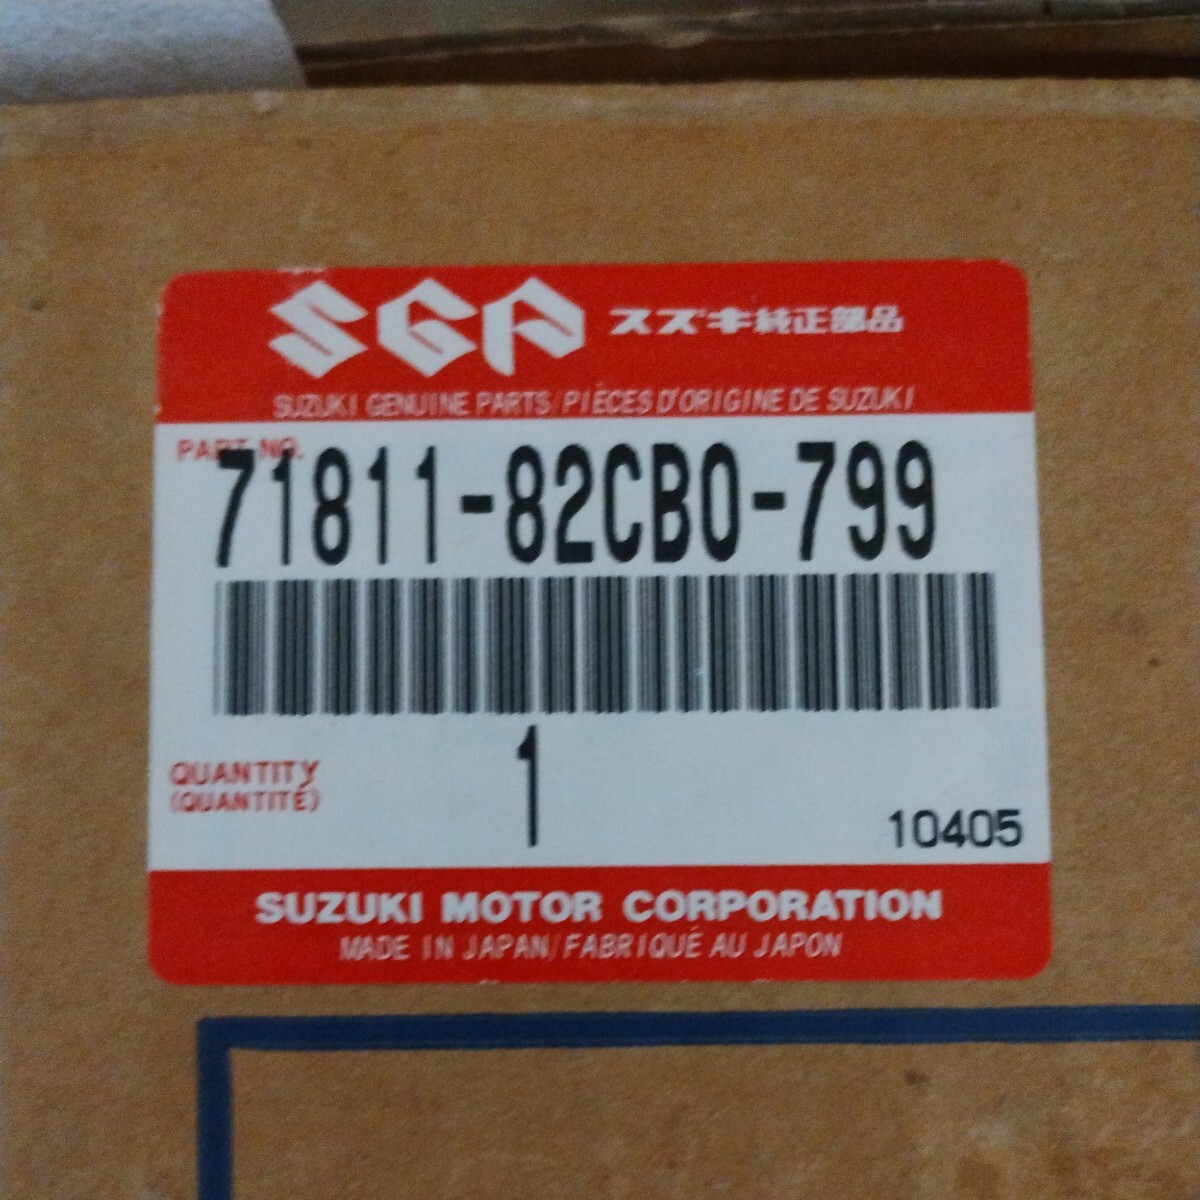 SGP スズキ純正部品
SUZUKI GENUINE PARTS/PIÈCES D'ORIGINE DE SUZUKI
PART NO.
71811-82CB0-799
QUANTITY 1
(QUANTITÉ)
10405
SUZUKI MOTOR CORPORATION
MADE IN JAPAN/FABRIQUÉ AU JAPON